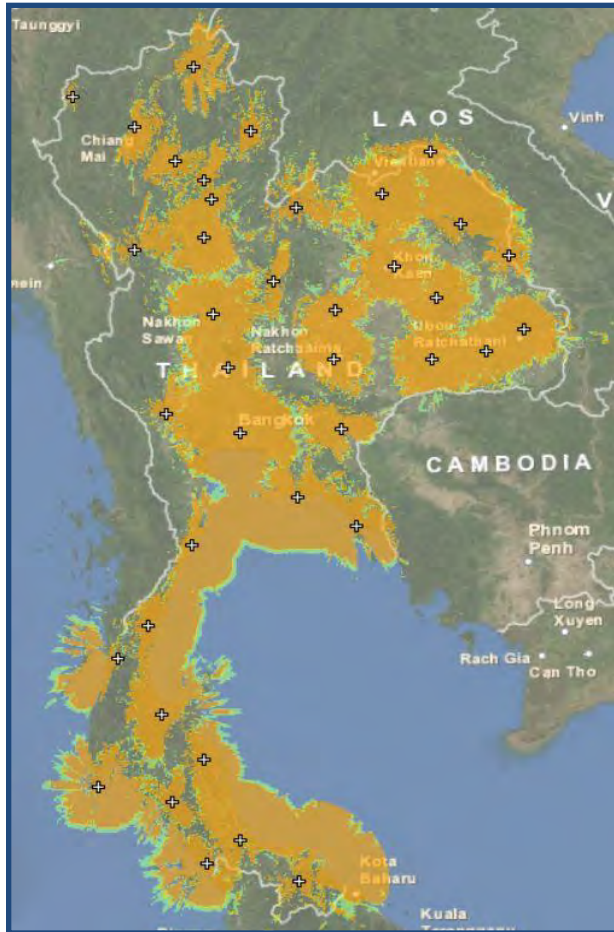 Taunggyi
LAOS
Vinh
Chiang
Mai
Vientiane
Khon
Kaen
Nakhon
Sawan
Nakhon
Ratchasima
Ubon
Ratchathani
THAILAND
Bangkok
CAMBODIA
Phnom
Penh
Long
Xuyen
Rach Gia
Can Tho
Kota
Baharu
Kuala